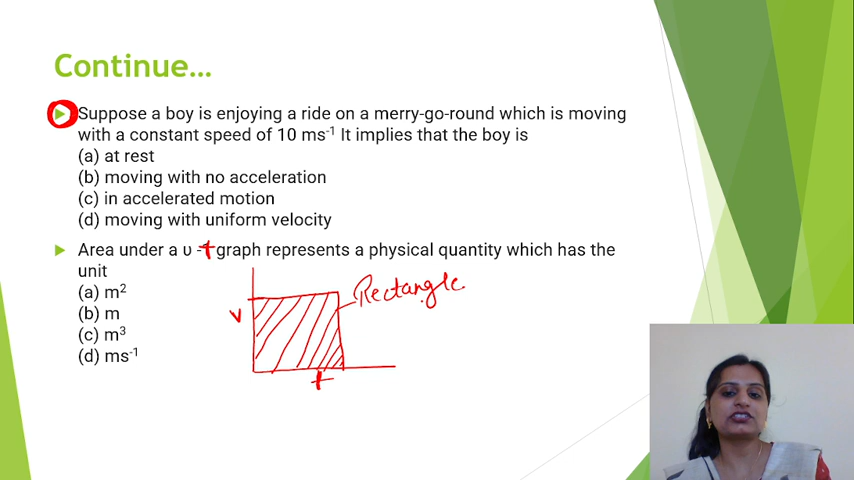 Continue...
Suppose a boy is enjoying a ride on a merry-go-round which is moving
with a constant speed of 10 ms⁻¹ It implies that the boy is
(a) at rest
(b) moving with no acceleration
(c) in accelerated motion
(d) moving with uniform velocity
Area under a υ - t graph represents a physical quantity which has the
unit
(a) m²
(b) m
(c) m³
(d) ms⁻¹
Rectangle
v
t